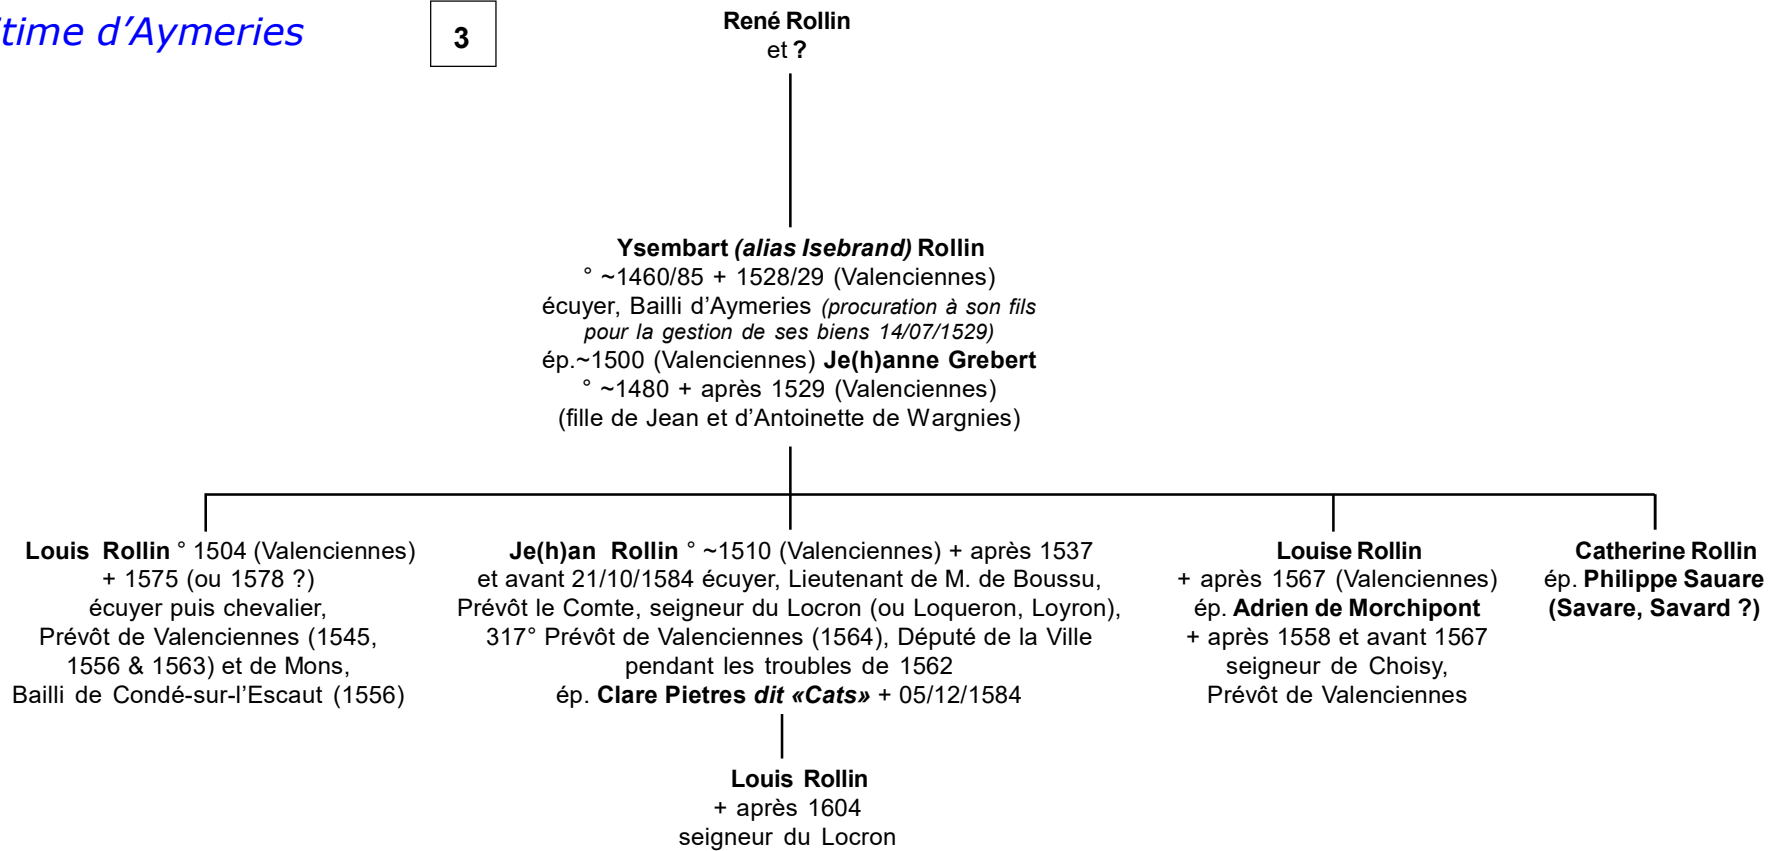 time d’Aymeries
3
René Rollin
et ?
Ysembart (alias Isebrand) Rollin
° ~1460/85 + 1528/29 (Valenciennes)
écuyer, Bailli d’Aymeries (procuration à son fils
pour la gestion de ses biens 14/07/1529)
ép.~1500 (Valenciennes) Je(h)anne Grebert
° ~1480 + après 1529 (Valenciennes)
(fille de Jean et d’Antoinette de Wargnies)
Louis Rollin ° 1504 (Valenciennes)
+ 1575 (ou 1578 ?)
écuyer puis chevalier,
Prévôt de Valenciennes (1545,
1556 & 1563) et de Mons,
Bailli de Condé-sur-l’Escaut (1556)
Je(h)an Rollin ° ~1510 (Valenciennes) + après 1537
et avant 21/10/1584 écuyer, Lieutenant de M. de Boussu,
Prévôt le Comte, seigneur du Locron (ou Loqueron, Loyron),
317° Prévôt de Valenciennes (1564), Député de la Ville
pendant les troubles de 1562
ép. Clare Pietres dit «Cats» + 05/12/1584
Louise Rollin
+ après 1567 (Valenciennes)
ép. Adrien de Morchipont
+ après 1558 et avant 1567
seigneur de Choisy,
Prévôt de Valenciennes
Catherine Rollin
ép. Philippe Sauare
(Savare, Savard ?)
Louis Rollin
+ après 1604
seigneur du Locron